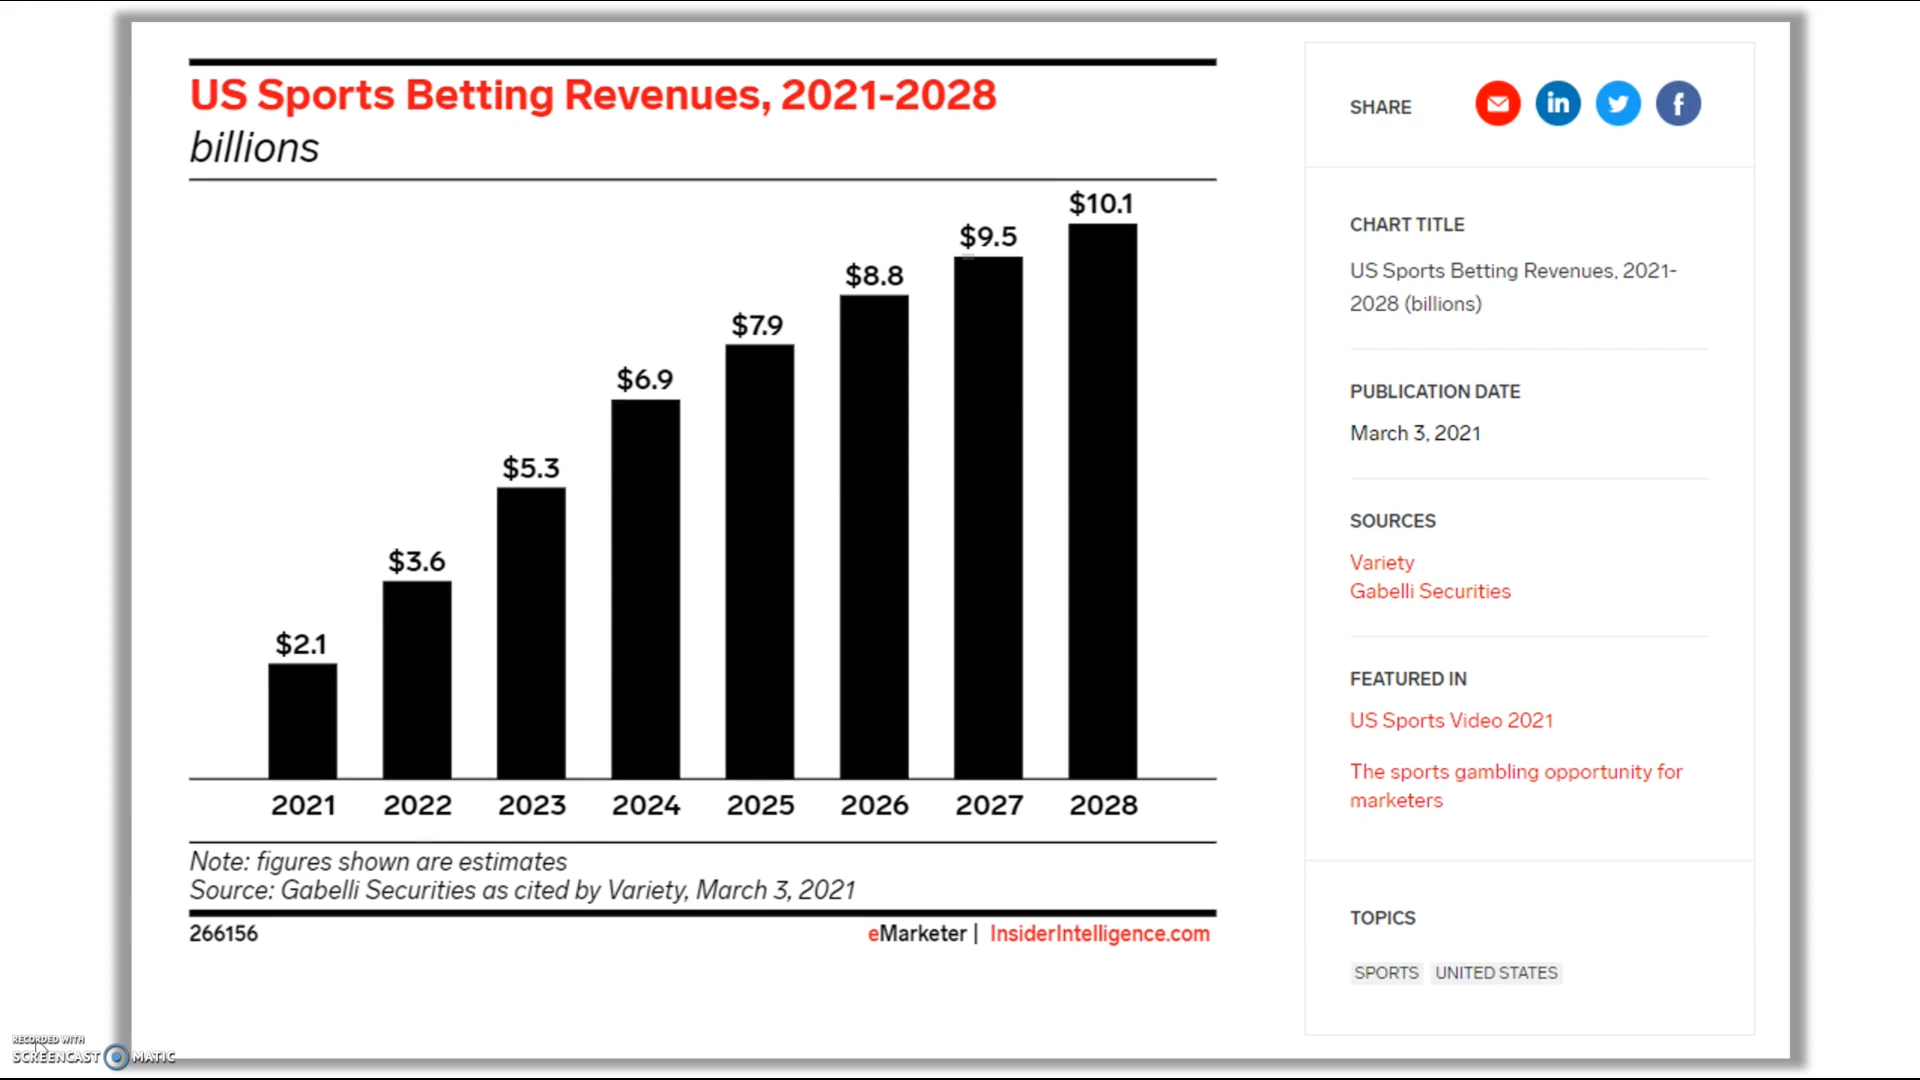 US Sports Betting Revenues, 2021-2028
billions
$2.1
$3.6
$5.3
$6.9
$7.9
$8.8
$9.5
$10.1
2021 2022 2023 2024 2025 2026 2027 2028
Note: figures shown are estimates
Source: Gabelli Securities as cited by Variety, March 3, 2021
266156
eMarketer | InsiderIntelligence.com
SHARE
CHART TITLE
US Sports Betting Revenues, 2021-
2028 (billions)
PUBLICATION DATE
March 3, 2021
SOURCES
Variety
Gabelli Securities
FEATURED IN
US Sports Video 2021
The sports gambling opportunity for
marketers
TOPICS
SPORTS UNITED STATES
RECORDED WITH
SCREENCAST MATIC